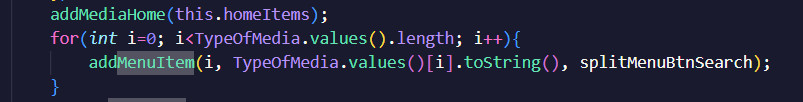 addMediaHome(this.homeItems);
for(int i=0; i<TypeOfMedia.values().length; i++){
addMenuItem(i, TypeOfMedia.values()[i].toString(), splitMenuBtnSearch);
}